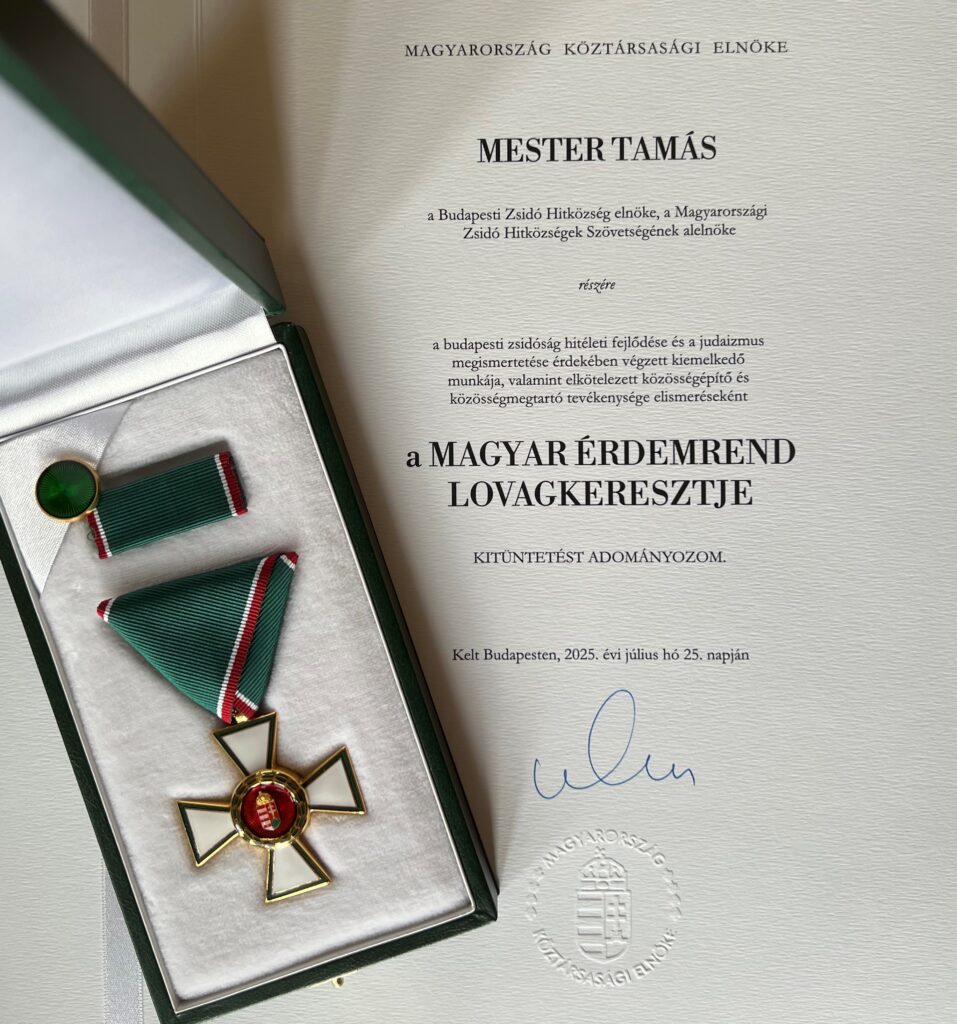 MAGYARORSZÁG KÖZTÁRSASÁGI ELNÖKE
MESTER TAMÁS
a Budapesti Zsidó Hitközség elnöke, a Magyarországi
Zsidó Hitközségek Szövetségének alelnöke
részére
a budapesti zsidóság hitéleti fejlődése és a judaizmus
megismertetése érdekében végzett kiemelkedő
munkája, valamint elkötelezett közösségépítő és
közösségmegtartó tevékenysége elismeréseként
a MAGYAR ÉRDEMREND
LOVAGKERESZTJE
KITÜNTETÉST ADOMÁNYOZOM.
Kelt Budapesten, 2025. évi július hó 25. napján
MAGYARORSZÁG
KÖZTÁRSASÁGI ELNÖKE